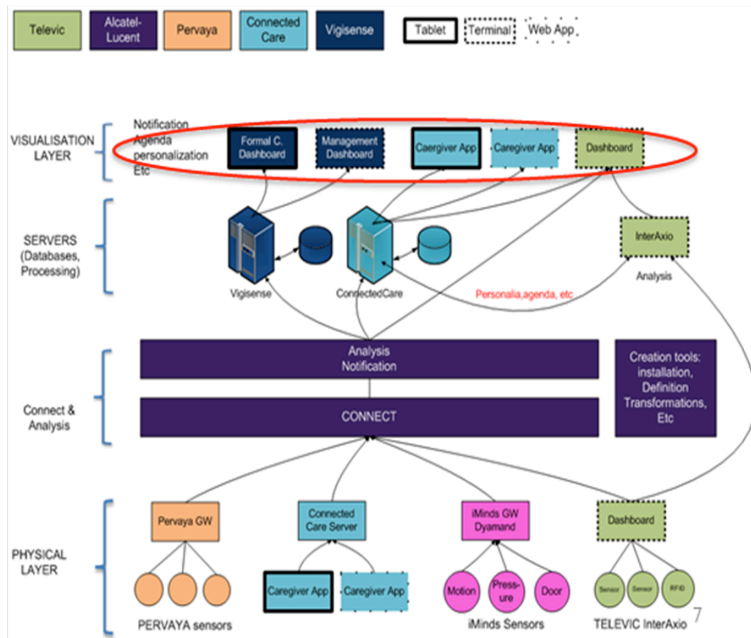 Televic
Alcatel-
Lucent
Pervaya
Connected
Care
Vigisense
Tablet
Terminal
Web App
VISUALISATION
LAYER
Notification
Agenda
personalization
Etc
Formal C.
Dashboard
Management
Dashboard
Caergiver App
Caregiver App
Dashboard
SERVERS
(Databases,
Processing)
Vigisense
ConnectedCare
InterAxio
Analysis
Personalia,agenda, etc
Connect &
Analysis
Analysis
Notification
CONNECT
Creation tools:
installation,
Definition
Transformations,
Etc
PHYSICAL
LAYER
Pervaya GW
Connected
Care Server
iMinds GW
Dyamand
Dashboard
Caregiver App
Caregiver App
Motion
Press-
ure
Door
Sensor
Sensor
RFID
PERVAYA sensors
iMinds Sensors
TELEVIC InterAxio
7